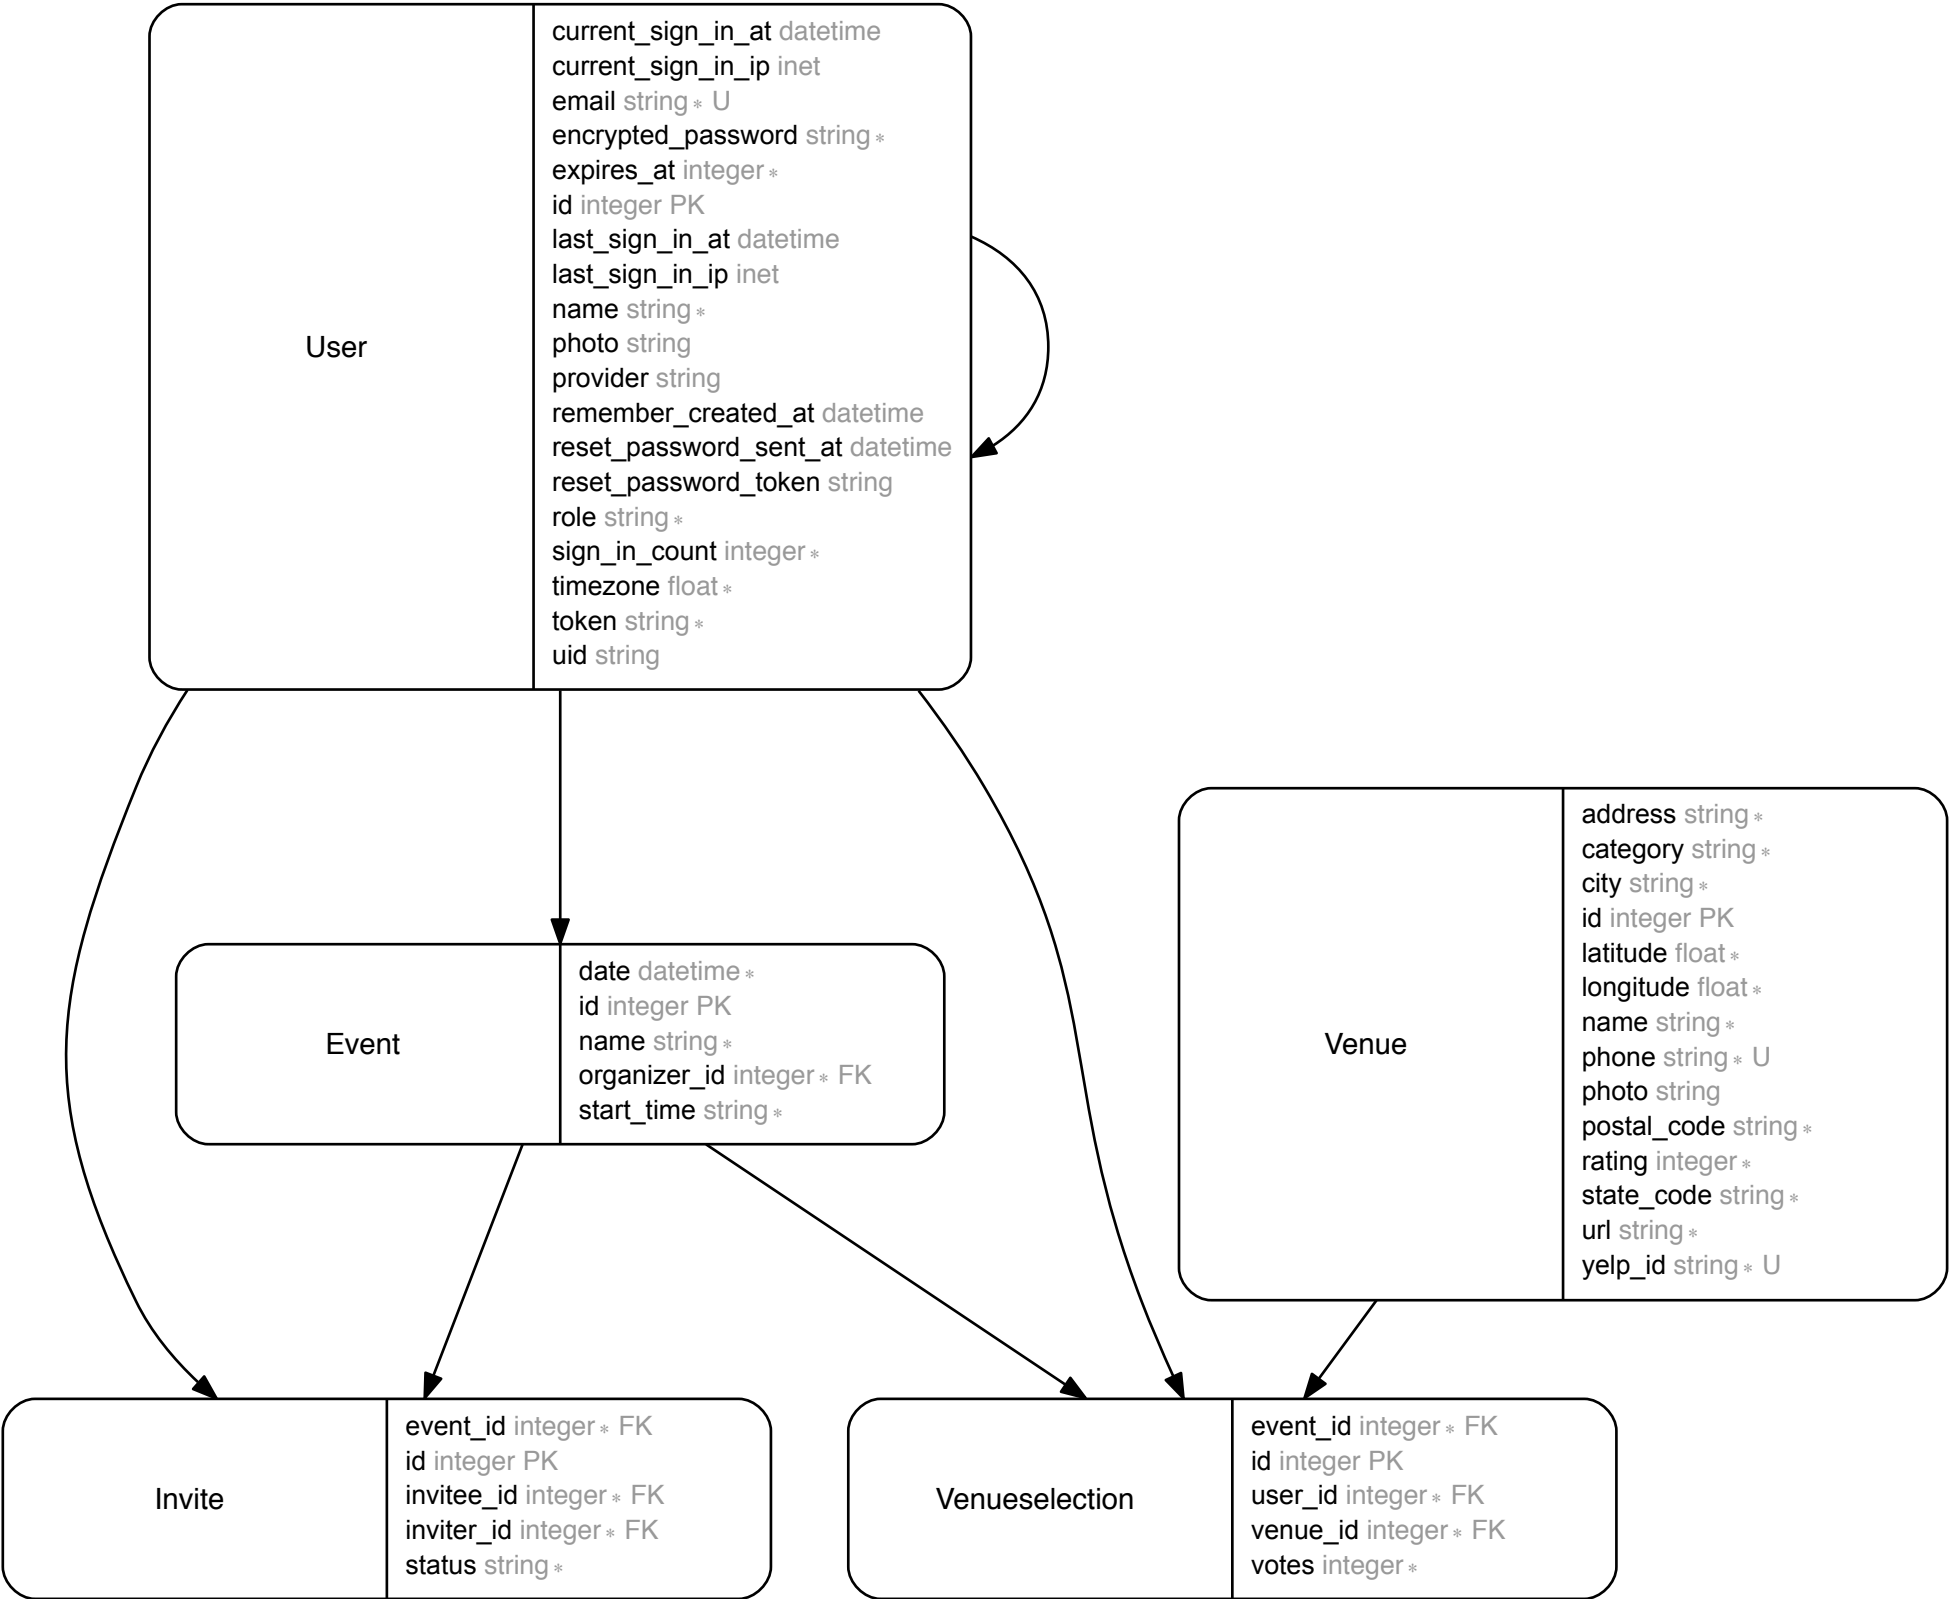 User
current_sign_in_at datetime
current_sign_in_ip inet
email string* U
encrypted_password string*
expires_at integer*
id integer PK
last_sign_in_at datetime
last_sign_in_ip inet
name string*
photo string
provider string
remember_created_at datetime
reset_password_sent_at datetime
reset_password_token string
role string*
sign_in_count integer*
timezone float*
token string*
uid string
Event
date datetime*
id integer PK
name string*
organizer_id integer* FK
start_time string*
Venue
address string*
category string*
city string*
id integer PK
latitude float*
longitude float*
name string*
phone string* U
photo string
postal_code string*
rating integer*
state_code string*
url string*
yelp_id string* U
Invite
event_id integer* FK
id integer PK
invitee_id integer* FK
inviter_id integer* FK
status string*
Venueselection
event_id integer* FK
id integer PK
user_id integer* FK
venue_id integer* FK
votes integer*